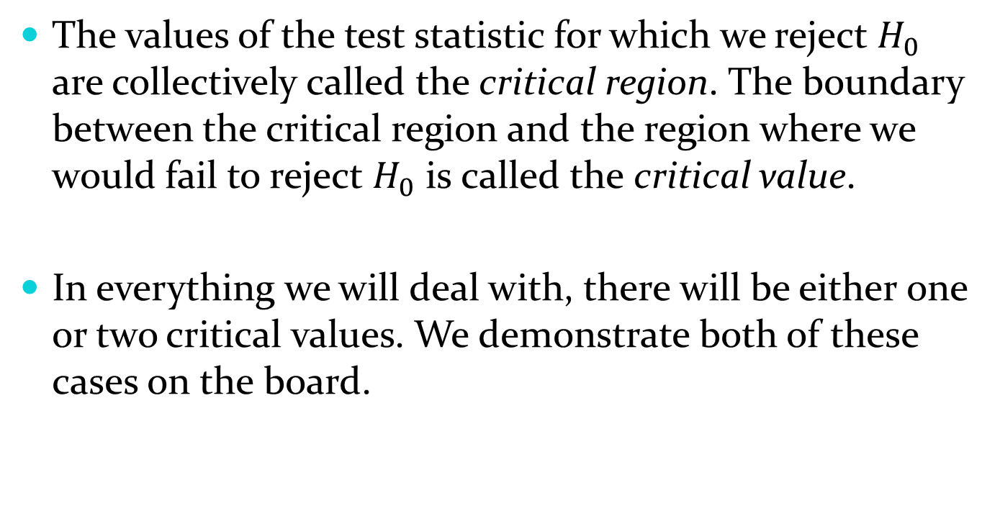 • The values of the test statistic for which we reject H₀
are collectively called the critical region. The boundary
between the critical region and the region where we
would fail to reject H₀ is called the critical value.
• In everything we will deal with, there will be either one
or two critical values. We demonstrate both of these
cases on the board.